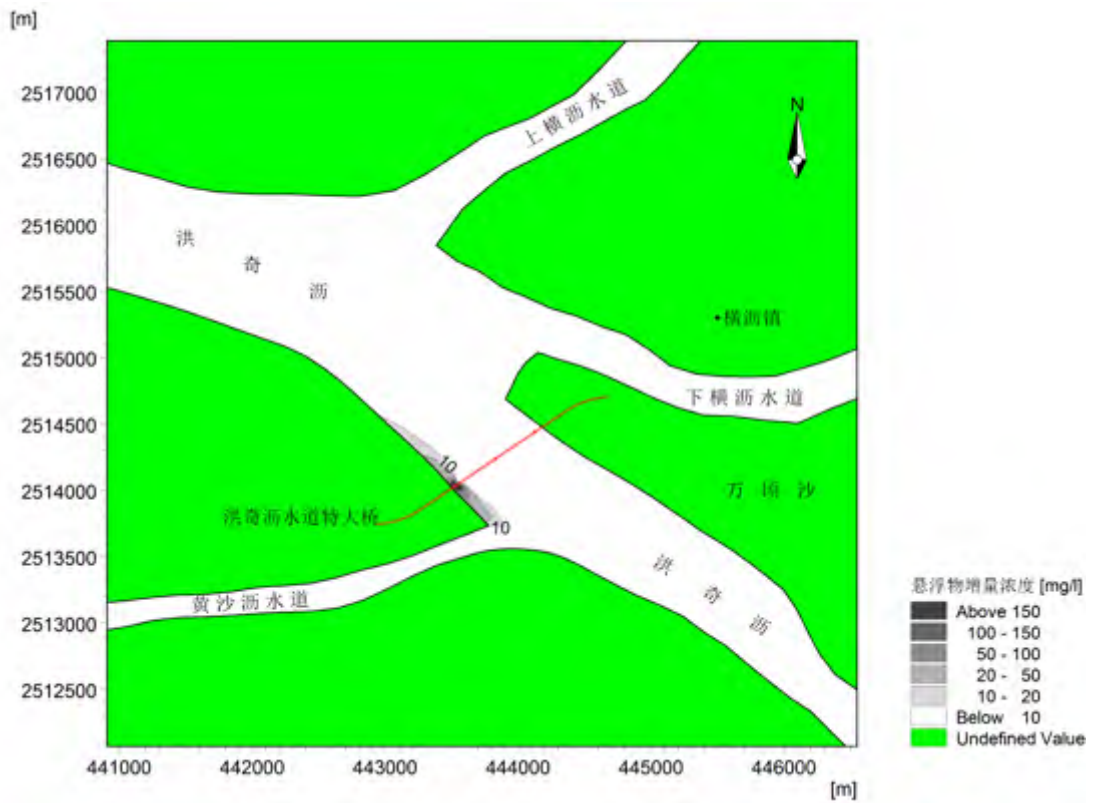 [m]
2517000
2516500
2516000
2515500
2515000
2514500
2514000
2513500
2513000
2512500
上横沥水道
N
洪奇沥
横沥镇
下横沥水道
10
万顷沙
洪奇沥水道特大桥
10
洪奇沥
黄沙沥水道
悬浮物增量浓度 [mg/l]
Above 150
100 - 150
50 - 100
20 - 50
10 - 20
Below 10
Undefined Value
441000 442000 443000 444000 445000 446000
[m]